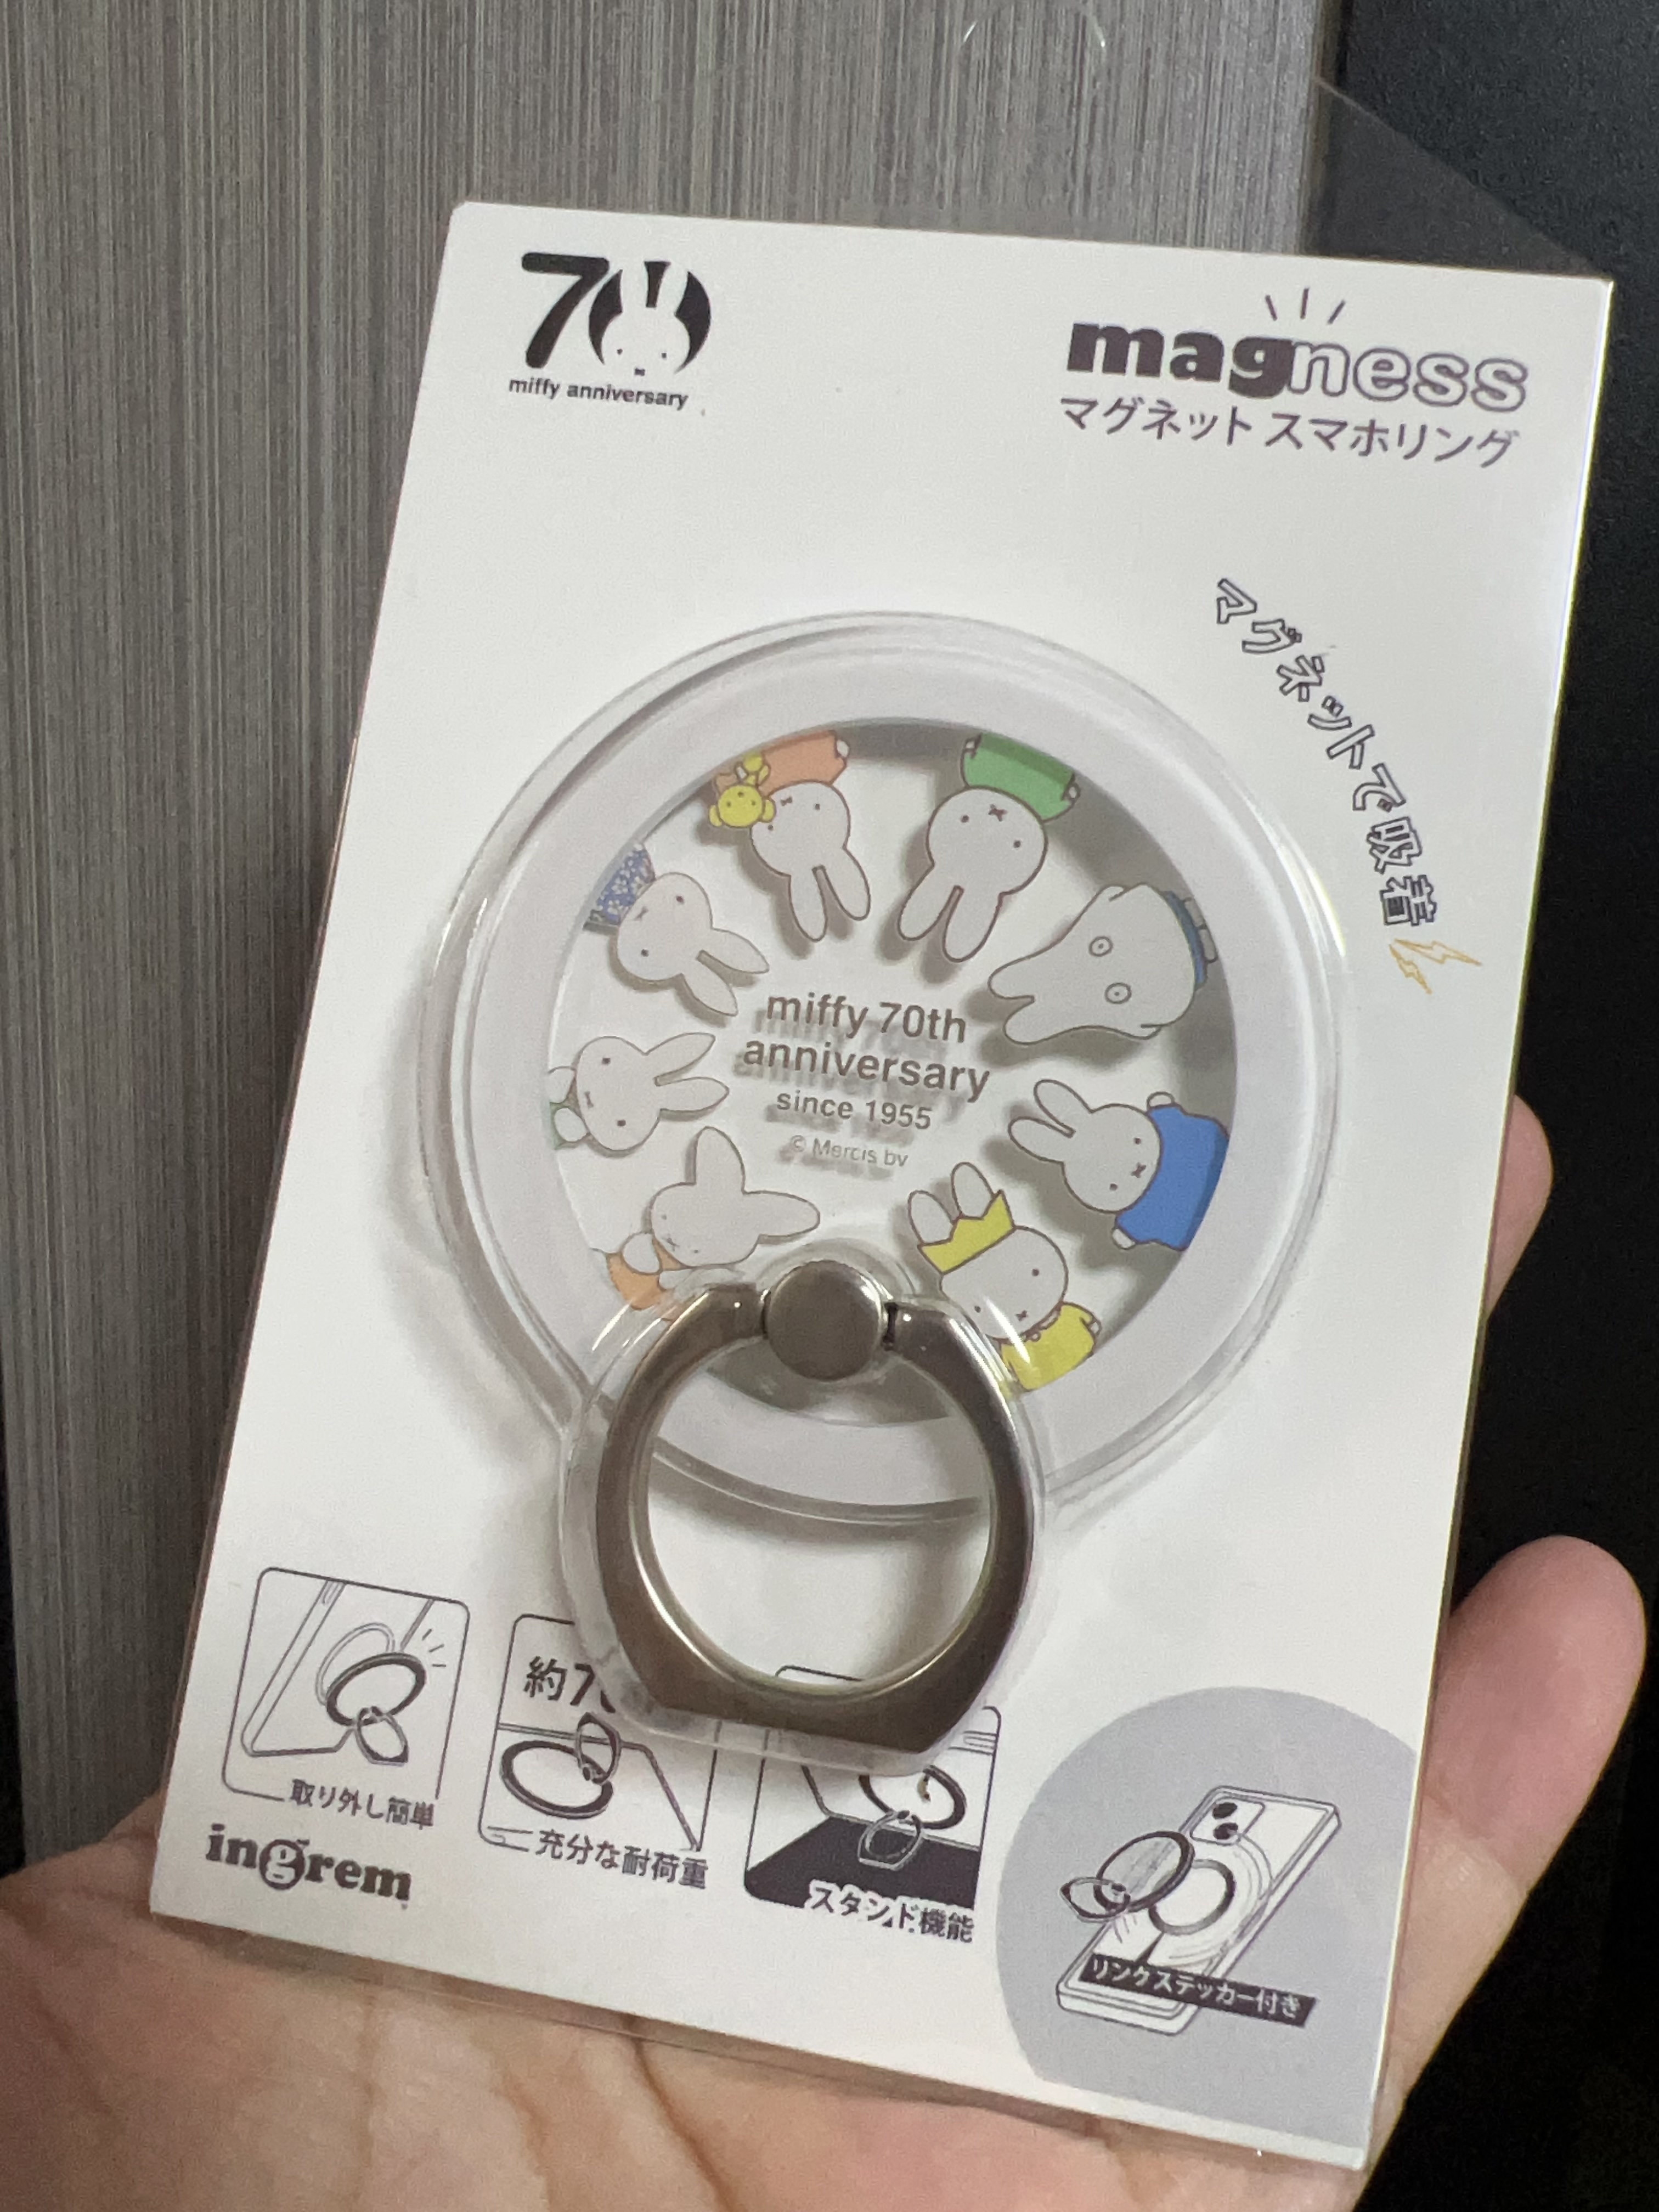 70
miffy anniversary
magness
マグネット スマホリング
マグネットで吸着
miffy 70th
anniversary
since 1955
© Mercis bv
約7
取り外し簡単
充分な耐荷重
スタンド機能
リングステッカー付き
ingrem